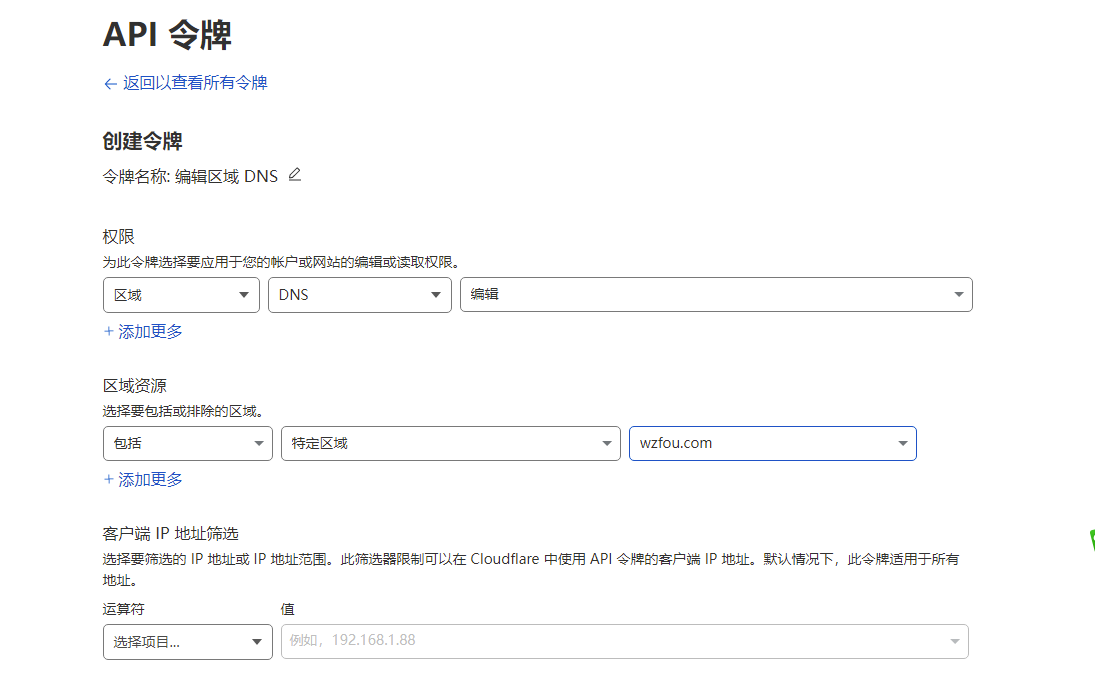 API 令牌
← 返回以查看所有令牌
创建令牌
令牌名称: 编辑区域 DNS
权限
为此令牌选择要应用于您的帐户或网站的编辑或读取权限。
区域 DNS 编辑
+ 添加更多
区域资源
选择要包括或排除的区域。
包括 特定区域 wzfou.com
+ 添加更多
客户端 IP 地址筛选
选择要筛选的 IP 地址或 IP 地址范围。此筛选器限制可以在 Cloudflare 中使用 API 令牌的客户端 IP 地址。默认情况下，此令牌适用于所有
地址。
运算符 值
选择项目... 例如，192.168.1.88